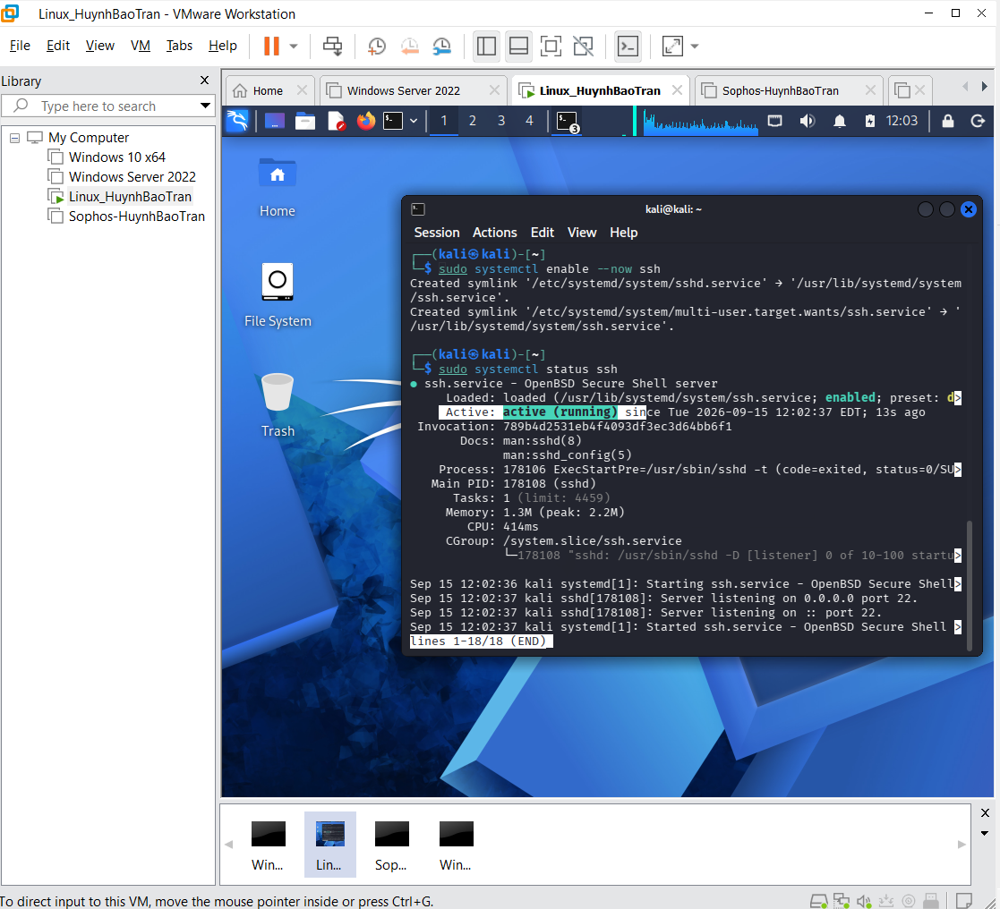 Linux_HuynhBaoTran - VMware Workstation
File Edit View VM Tabs Help
Library
Type here to search
My Computer
Windows 10 x64
Windows Server 2022
Linux_HuynhBaoTran
Sophos-HuynhBaoTran
Home
Windows Server 2022
Linux_HuynhBaoTran
Sophos-HuynhBaoTran
1 2 3 4
3
12:03
Home
File System
Trash
kali@kali: ~
Session Actions Edit View Help
┌──(kali㉿kali)-[~]
└─$ sudo systemctl enable --now ssh
Created symlink '/etc/systemd/system/sshd.service' → '/usr/lib/systemd/system
/ssh.service'.
Created symlink '/etc/systemd/system/multi-user.target.wants/ssh.service' → '
/usr/lib/systemd/system/ssh.service'.
┌──(kali㉿kali)-[~]
└─$ sudo systemctl status ssh
● ssh.service - OpenBSD Secure Shell server
Loaded: loaded (/usr/lib/systemd/system/ssh.service; enabled; preset: d>
Active: active (running) since Tue 2026-09-15 12:02:37 EDT; 13s ago
Invocation: 789b4d2531eb4f4093df3ec3d64bb6f1
Docs: man:sshd(8)
man:sshd_config(5)
Process: 178106 ExecStartPre=/usr/sbin/sshd -t (code=exited, status=0/SU>
Main PID: 178108 (sshd)
Tasks: 1 (limit: 4459)
Memory: 1.3M (peak: 2.2M)
CPU: 414ms
CGroup: /system.slice/ssh.service
└─178108 "sshd: /usr/sbin/sshd -D [listener] 0 of 10-100 startu>
Sep 15 12:02:36 kali systemd[1]: Starting ssh.service - OpenBSD Secure Shell>
Sep 15 12:02:37 kali sshd[178108]: Server listening on 0.0.0.0 port 22.
Sep 15 12:02:37 kali sshd[178108]: Server listening on :: port 22.
Sep 15 12:02:37 kali systemd[1]: Started ssh.service - OpenBSD Secure Shell >
lines 1-18/18 (END)
Win...
Lin...
Sop...
Win...
To direct input to this VM, move the mouse pointer inside or press Ctrl+G.